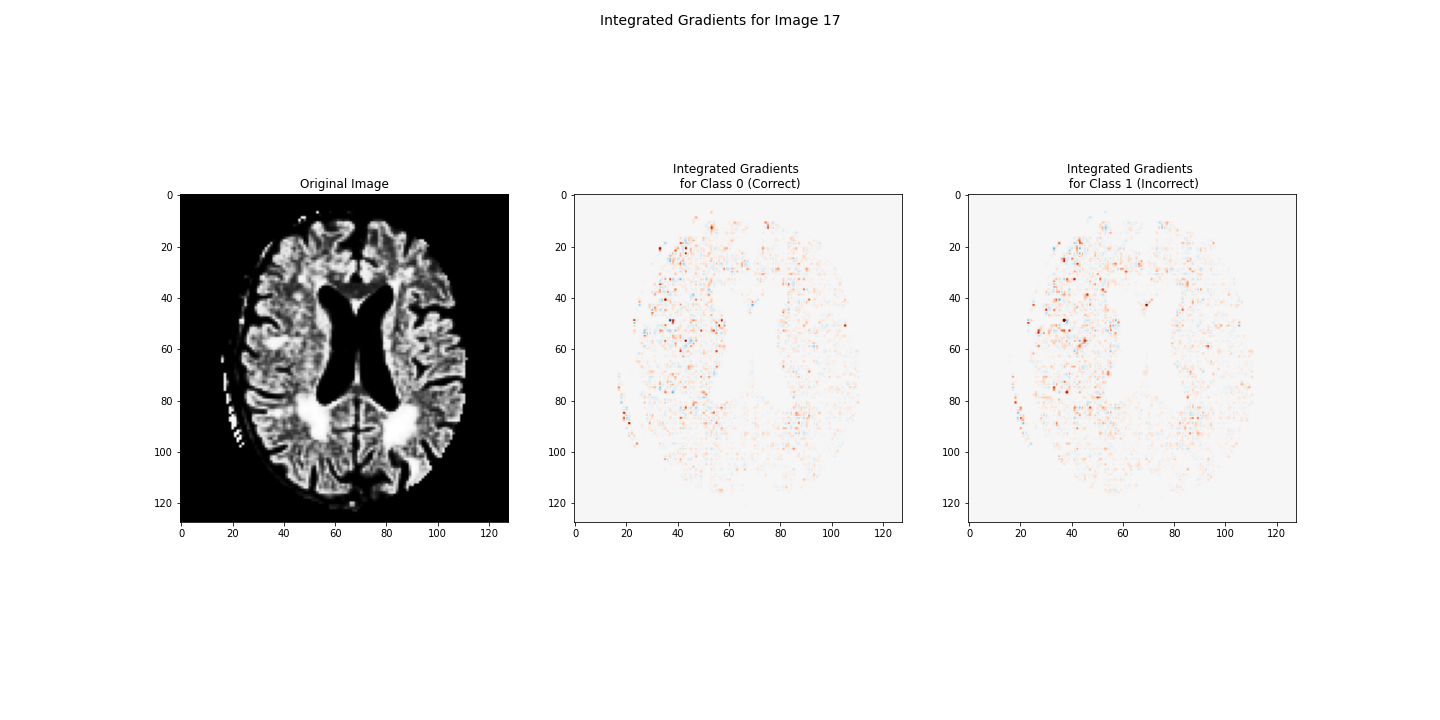 Integrated Gradients for Image 17
Original Image
0
20
40
60
80
100
120
0 20 40 60 80 100 120
Integrated Gradients
for Class 0 (Correct)
0
20
40
60
80
100
120
0 20 40 60 80 100 120
Integrated Gradients
for Class 1 (Incorrect)
0
20
40
60
80
100
120
0 20 40 60 80 100 120